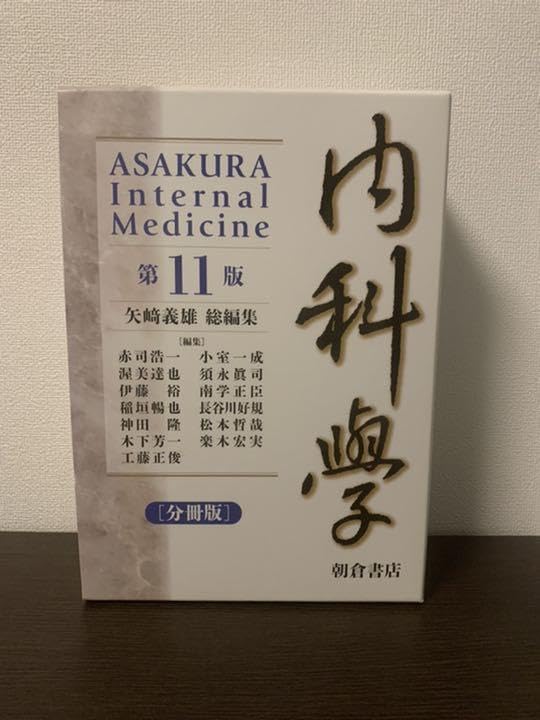 ASAKURA
Internal
Medicine
第11版
矢﨑義雄 総編集
[編集]
赤司浩一 小室一成
渥美達也 須永眞司
伊藤 裕 南学正臣
稲垣暢也 長谷川好規
神田 隆 松本哲哉
木下芳一 楽木宏実
工藤正俊
[分冊版]
内科學
朝倉書店